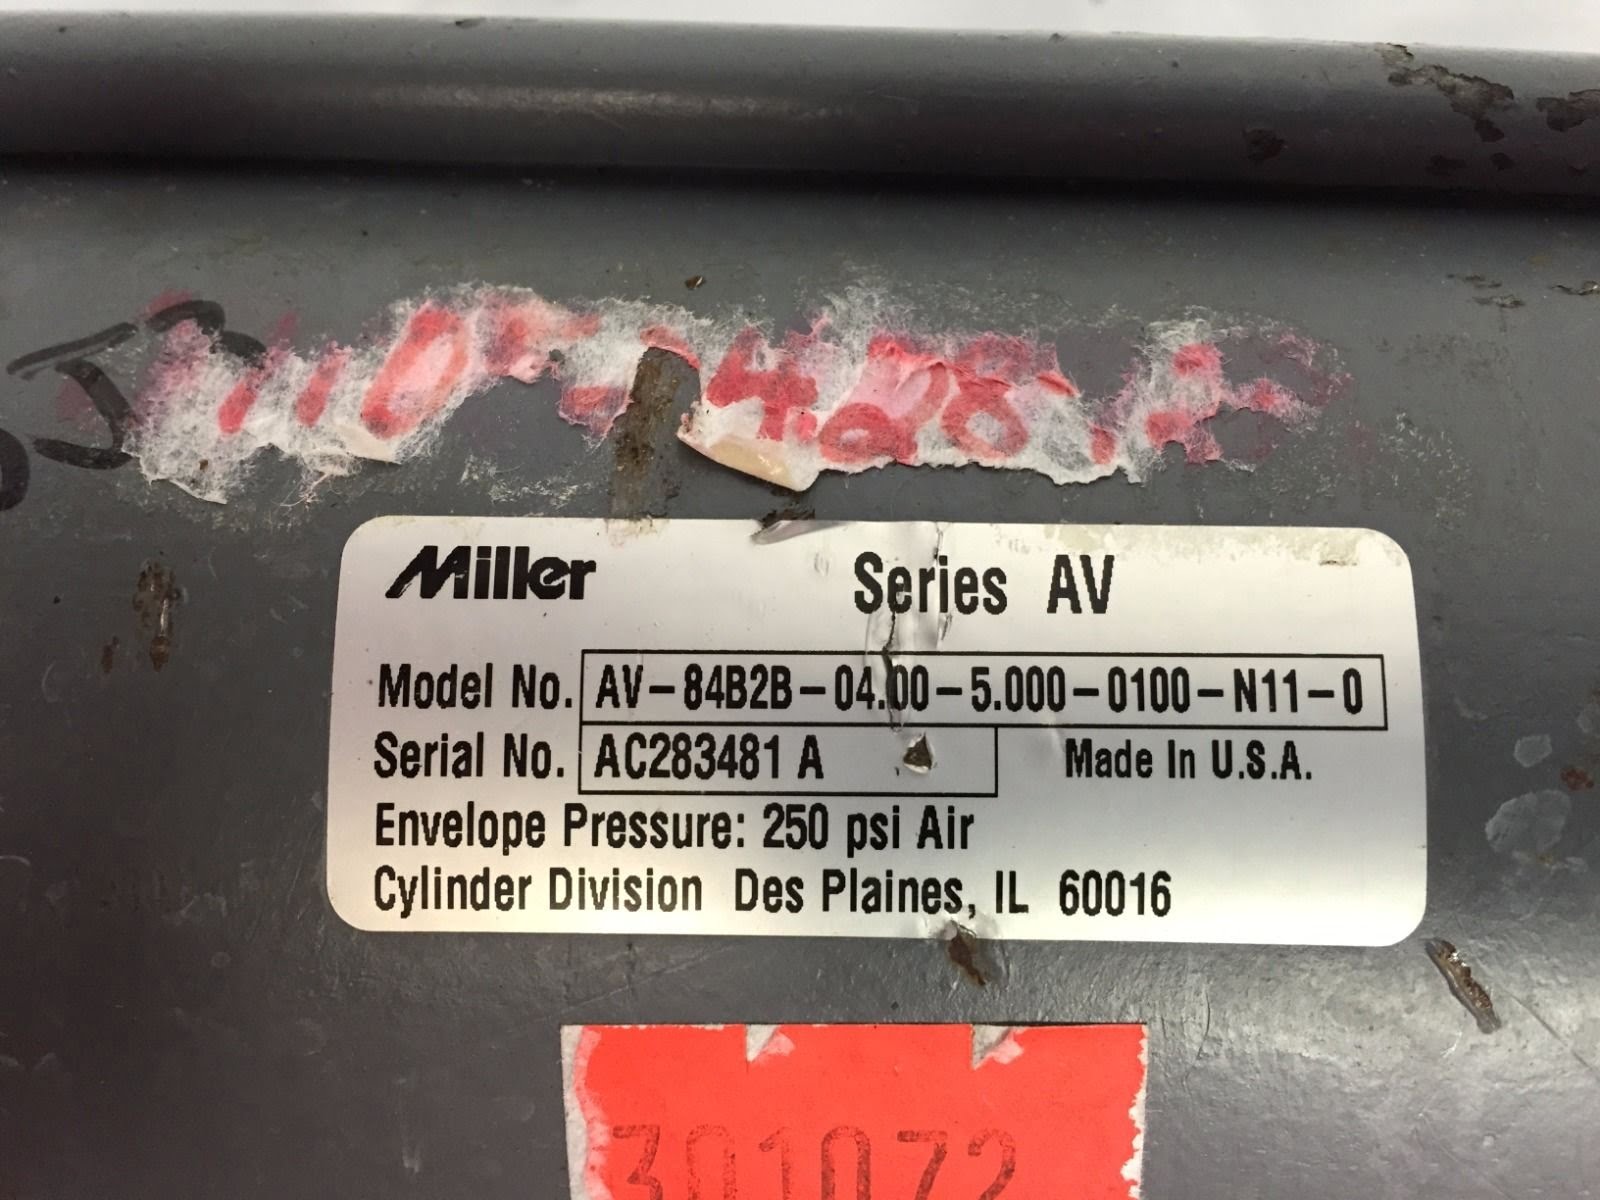 Miller Series AV
Model No. AV-84B2B-04.00-5.000-0100-N11-0
Serial No. AC283481 A Made In U.S.A.
Envelope Pressure: 250 psi Air
Cylinder Division Des Plaines, IL 60016
301072